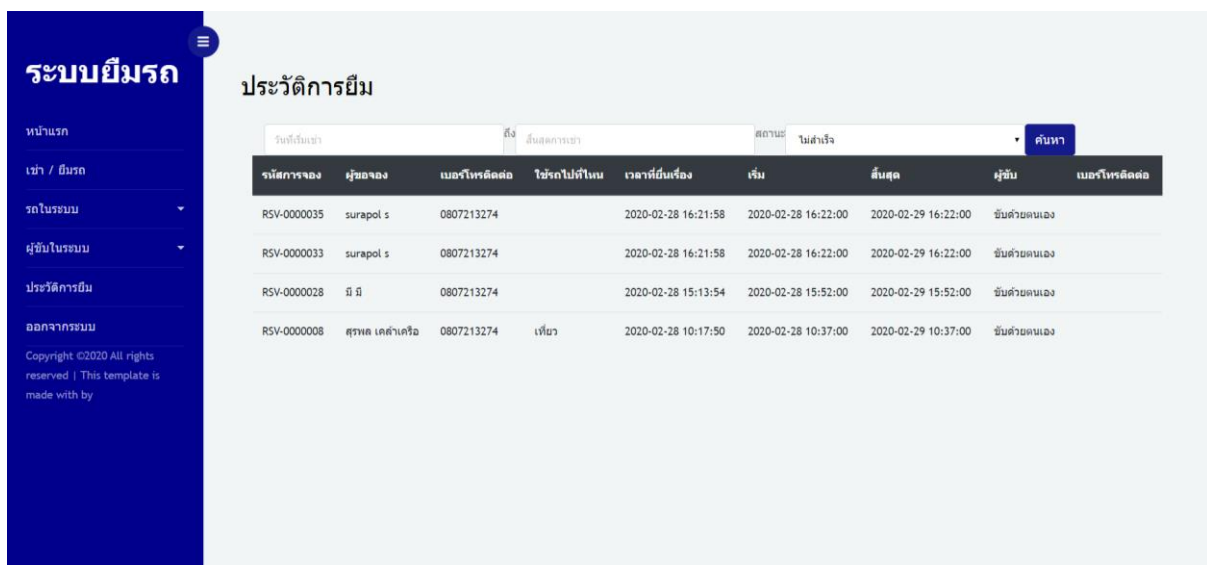 ระบบยืมรถ
หน้าแรก
เช่า / ยืมรถ
รถในระบบ
ผู้ขับในระบบ
ประวัติการยืม
ออกจากระบบ
Copyright ©2020 All rights
reserved | This template is
made with by
ประวัติการยืม
วันที่เริ่มเช่า ถึง สิ้นสุดการเช่า สถานะ ไม่สำเร็จ ค้นหา
รหัสการจอง ผู้ขอจอง เบอร์โทรติดต่อ ใช้รถไปที่ไหน เวลาที่ยื่นเรื่อง เริ่ม สิ้นสุด ผู้ขับ เบอร์โทรติดต่อ
RSV-0000035 surapol s 0807213274 2020-02-28 16:21:58 2020-02-28 16:22:00 2020-02-29 16:22:00 ขับด้วยตนเอง
RSV-0000033 surapol s 0807213274 2020-02-28 16:21:58 2020-02-28 16:22:00 2020-02-29 16:22:00 ขับด้วยตนเอง
RSV-0000028 0807213274 2020-02-28 15:13:54 2020-02-28 15:52:00 2020-02-29 15:52:00 ขับด้วยตนเอง
RSV-0000008 สุรพล 0807213274 เที่ยว 2020-02-28 10:17:50 2020-02-28 10:37:00 2020-02-29 10:37:00 ขับด้วยตนเอง